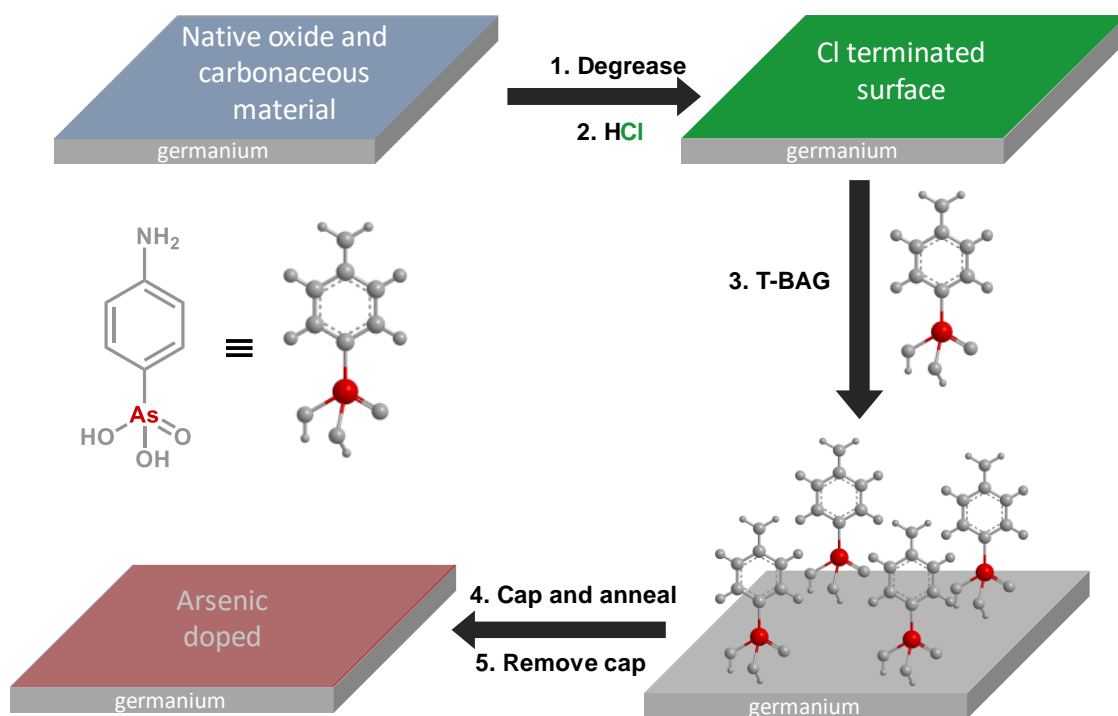 Native oxide and
carbonaceous
material
germanium
1. Degrease
2. HCl
Cl terminated
surface
germanium
NH2
As
HO
O
OH
≡
3. T-BAG
Arsenic
doped
germanium
4. Cap and anneal
5. Remove cap
germanium